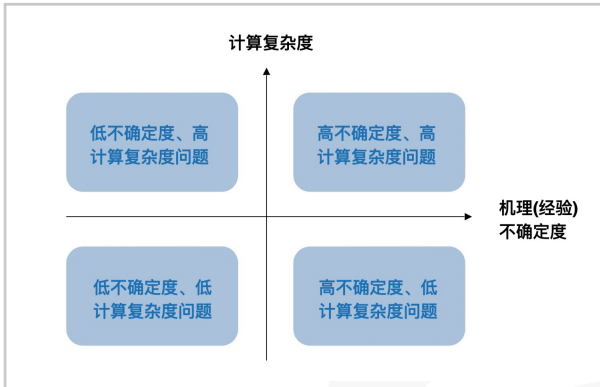 计算复杂度
低不确定度、高
计算复杂度问题
高不确定度、高
计算复杂度问题
机理(经验)
不确定度
低不确定度、低
计算复杂度问题
高不确定度、低
计算复杂度问题